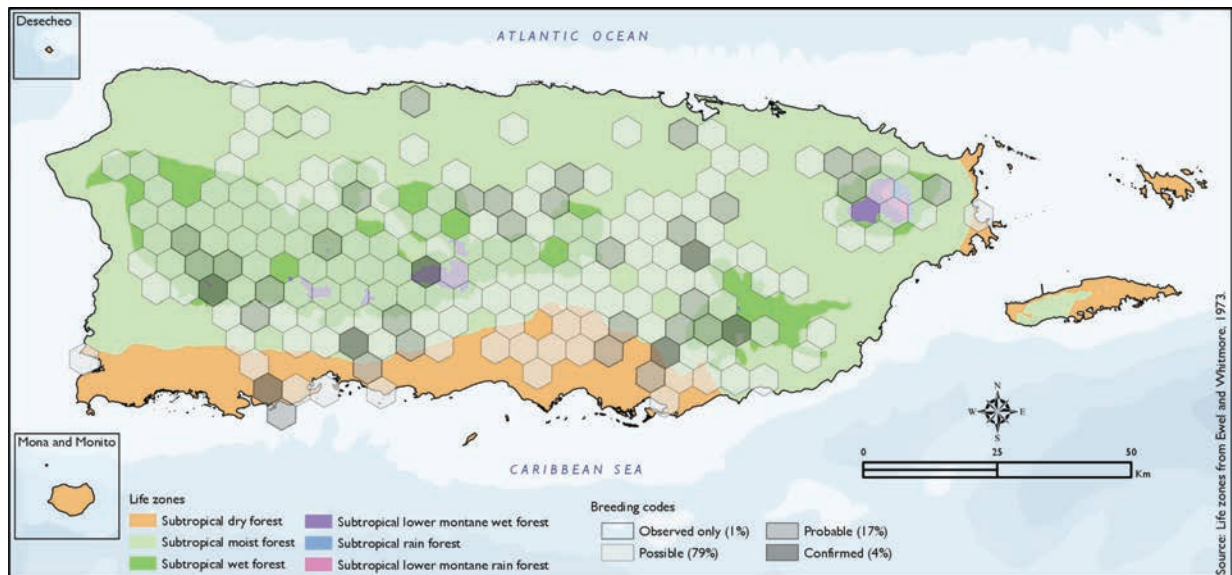 Desecheo
ATLANTIC OCEAN
Source: Life zones from Ewel and Whitmore, 1973.
N
W E
S
Mona and Monito
CARIBBEAN SEA
0 25 50
Km
Life zones
Subtropical dry forest
Subtropical moist forest
Subtropical wet forest
Subtropical lower montane wet forest
Subtropical rain forest
Subtropical lower montane rain forest
Breeding codes
Observed only (1%)
Possible (79%)
Probable (17%)
Confirmed (4%)